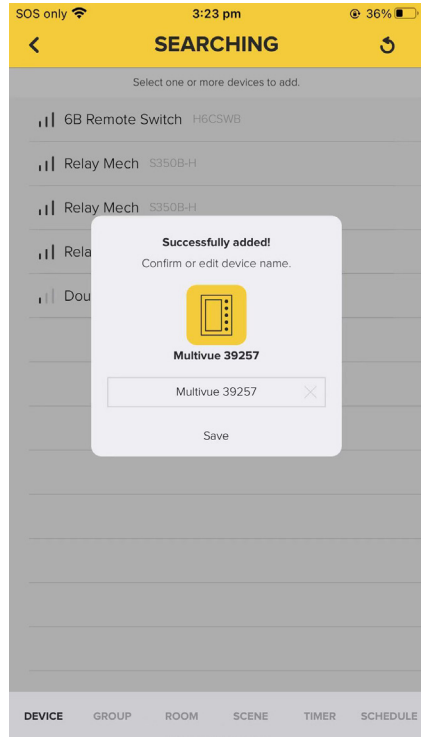 SOS only 3:23 pm 36%
SEARCHING
Select one or more devices to add.
6B Remote Switch H6CSWB
Relay Mech S350B-H
Relay Mech S350B-H
Rela
Dou
Successfully added!
Confirm or edit device name.
Multivue 39257
Multivue 39257
Save
DEVICE GROUP ROOM SCENE TIMER SCHEDULE